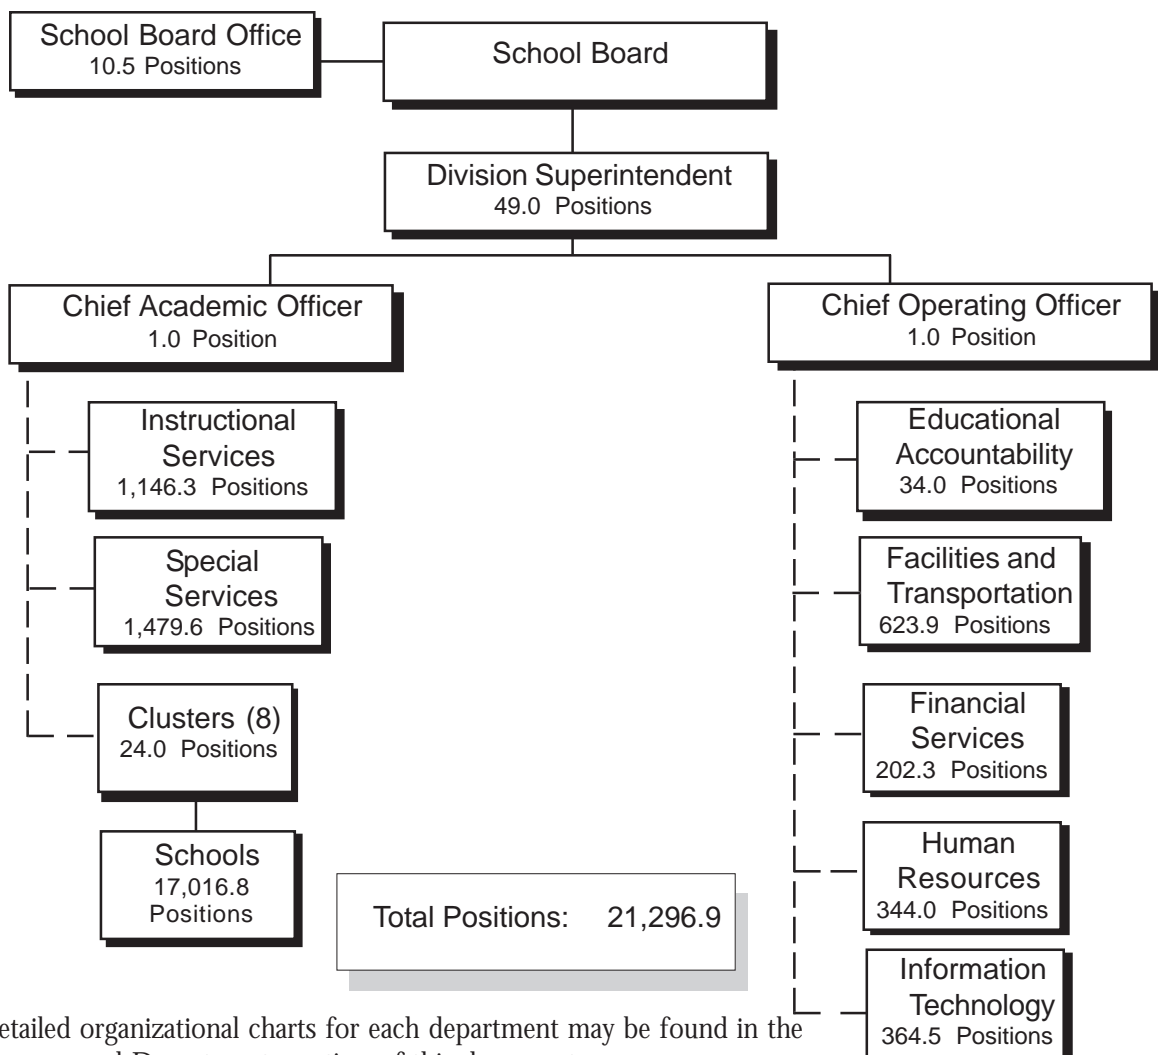 School Board Office
10.5 Positions
School Board
Division Superintendent
49.0 Positions
Chief Academic Officer
1.0 Position
Instructional
Services
1,146.3 Positions
Special
Services
1,479.6 Positions
Clusters (8)
24.0 Positions
Schools
17,016.8
Positions
Chief Operating Officer
1.0 Position
Educational
Accountability
34.0 Positions
Facilities and
Transportation
623.9 Positions
Financial
Services
202.3 Positions
Human
Resources
344.0 Positions
Information
Technology
364.5 Positions
Total Positions: 21,296.9
etailed organizational charts for each department may be found in the